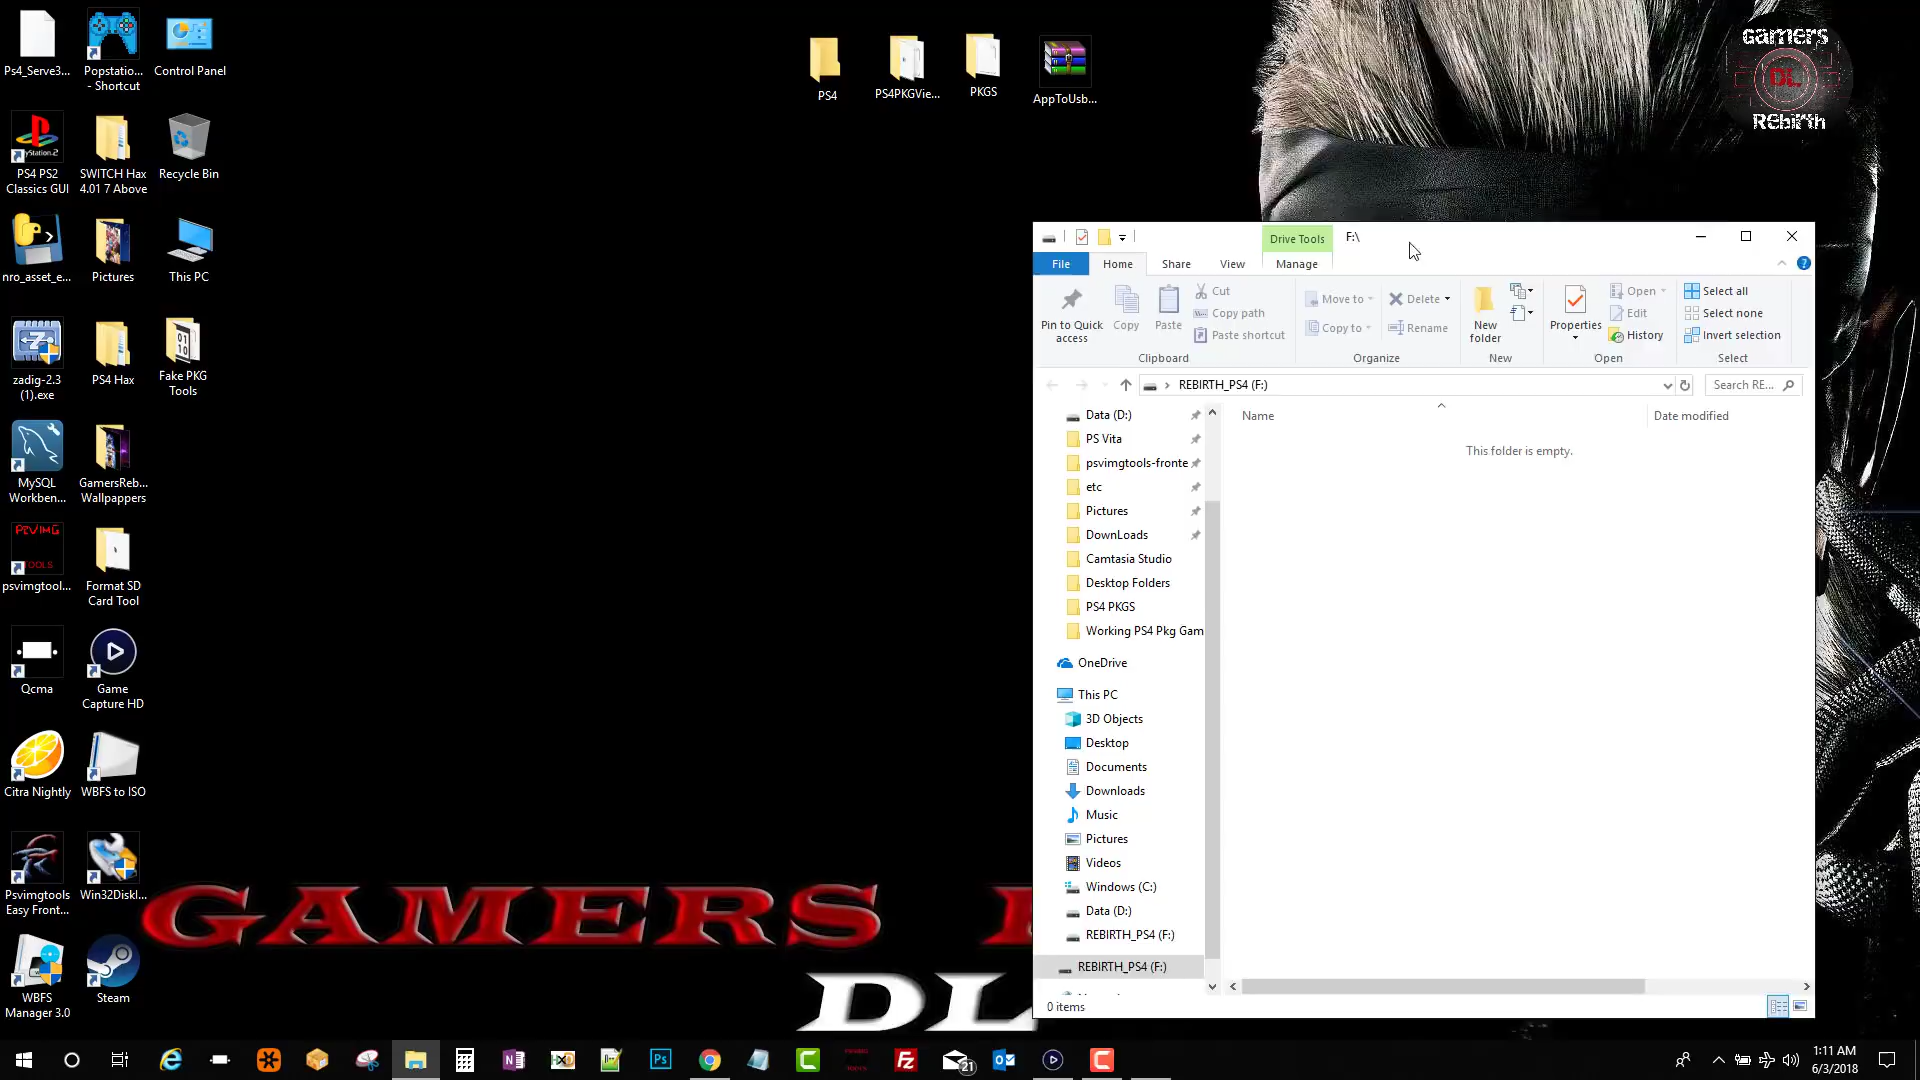 Ps4_Serve3...
Popstatio...
- Shortcut
Control Panel
PS4
PS4PKGVie...
PKGS
AppToUsb...
Gamers
DL
REbirth
PS4 PS2
Classics GUI
SWITCH Hax
4.01 7 Above
Recycle Bin
nro_asset_e...
Pictures
This PC
zadig-2.3
(1).exe
PS4 Hax
Fake PKG
Tools
01
10
MySQL
Workben...
GamersReb...
Wallpappers
PSVIMG
TOOLS
psvimgtool...
Format SD
Card Tool
Qcma
Game
Capture HD
Citra Nightly
WBFS to ISO
Psvimgtools
Easy Front...
Win32DiskI...
WBFS
Manager 3.0
Steam
GAMERS
DL
Drive Tools
F:\
File
Home
Share
View
Manage
Pin to Quick
access
Copy
Paste
Cut
Copy path
Paste shortcut
Clipboard
Move to
Copy to
Delete
Rename
Organize
New
folder
New
Properties
Open
Edit
History
Open
Select all
Select none
Invert selection
Select
REBIRTH_PS4 (F:)
Search RE...
Name
Date modified
This folder is empty.
Data (D:)
PS Vita
psvimgtools-fronte
etc
Pictures
DownLoads
Camtasia Studio
Desktop Folders
PS4 PKGS
Working PS4 Pkg Gam
OneDrive
This PC
3D Objects
Desktop
Documents
Downloads
Music
Pictures
Videos
Windows (C:)
Data (D:)
REBIRTH_PS4 (F:)
REBIRTH_PS4 (F:)
0 items
21
1:11 AM
6/3/2018